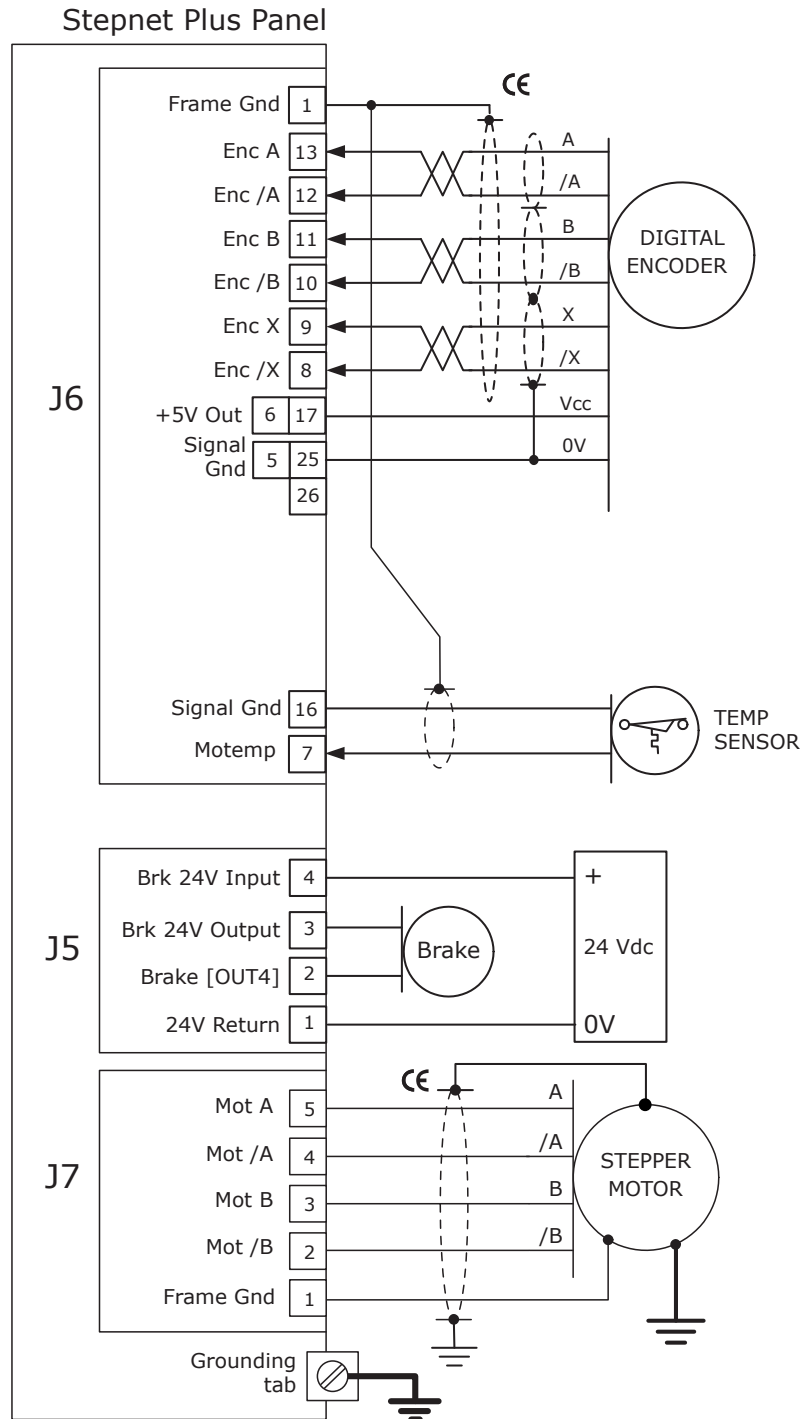 Stepnet Plus Panel
CE
J6
Frame Gnd 1
Enc A 13 A
Enc /A 12 /A
Enc B 11 B
Enc /B 10 /B
Enc X 9 X
Enc /X 8 /X
DIGITAL
ENCODER
+5V Out 6 17 Vcc
Signal
Gnd 5 25 0V
26
Signal Gnd 16
Motemp 7
TEMP
SENSOR
J5
Brk 24V Input 4 +
Brk 24V Output 3
Brake [OUT4] 2
24V Return 1 0V
Brake
24 Vdc
CE
J7
Mot A 5 A
Mot /A 4 /A
Mot B 3 B
Mot /B 2 /B
Frame Gnd 1
STEPPER
MOTOR
Grounding
tab